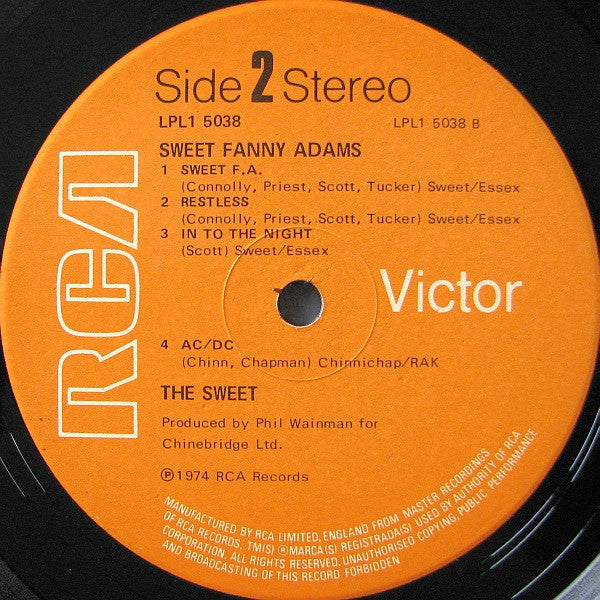 Side 2 Stereo
LPL1 5038
LPL1 5038 B
SWEET FANNY ADAMS
1 SWEET F.A.
(Connolly, Priest, Scott, Tucker) Sweet/Essex
2 RESTLESS
(Connolly, Priest, Scott, Tucker) Sweet/Essex
3 IN TO THE NIGHT
(Scott) Sweet/Essex
RCA
Victor
4 AC/DC
(Chinn, Chapman) Chinnichap/RAK
THE SWEET
Produced by Phil Wainman for
Chinebridge Ltd.
℗ 1974 RCA Records
MANUFACTURED BY RCA LIMITED, ENGLAND FROM MASTER RECORDINGS
OF RCA RECORDS. TM(S) ® MARCA(S) REGISTRADA(S) USED BY AUTHORITY OF RCA
CORPORATION. ALL RIGHTS RESERVED. UNAUTHORISED COPYING, PUBLIC PERFORMANCE
AND BROADCASTING OF THIS RECORD FORBIDDEN